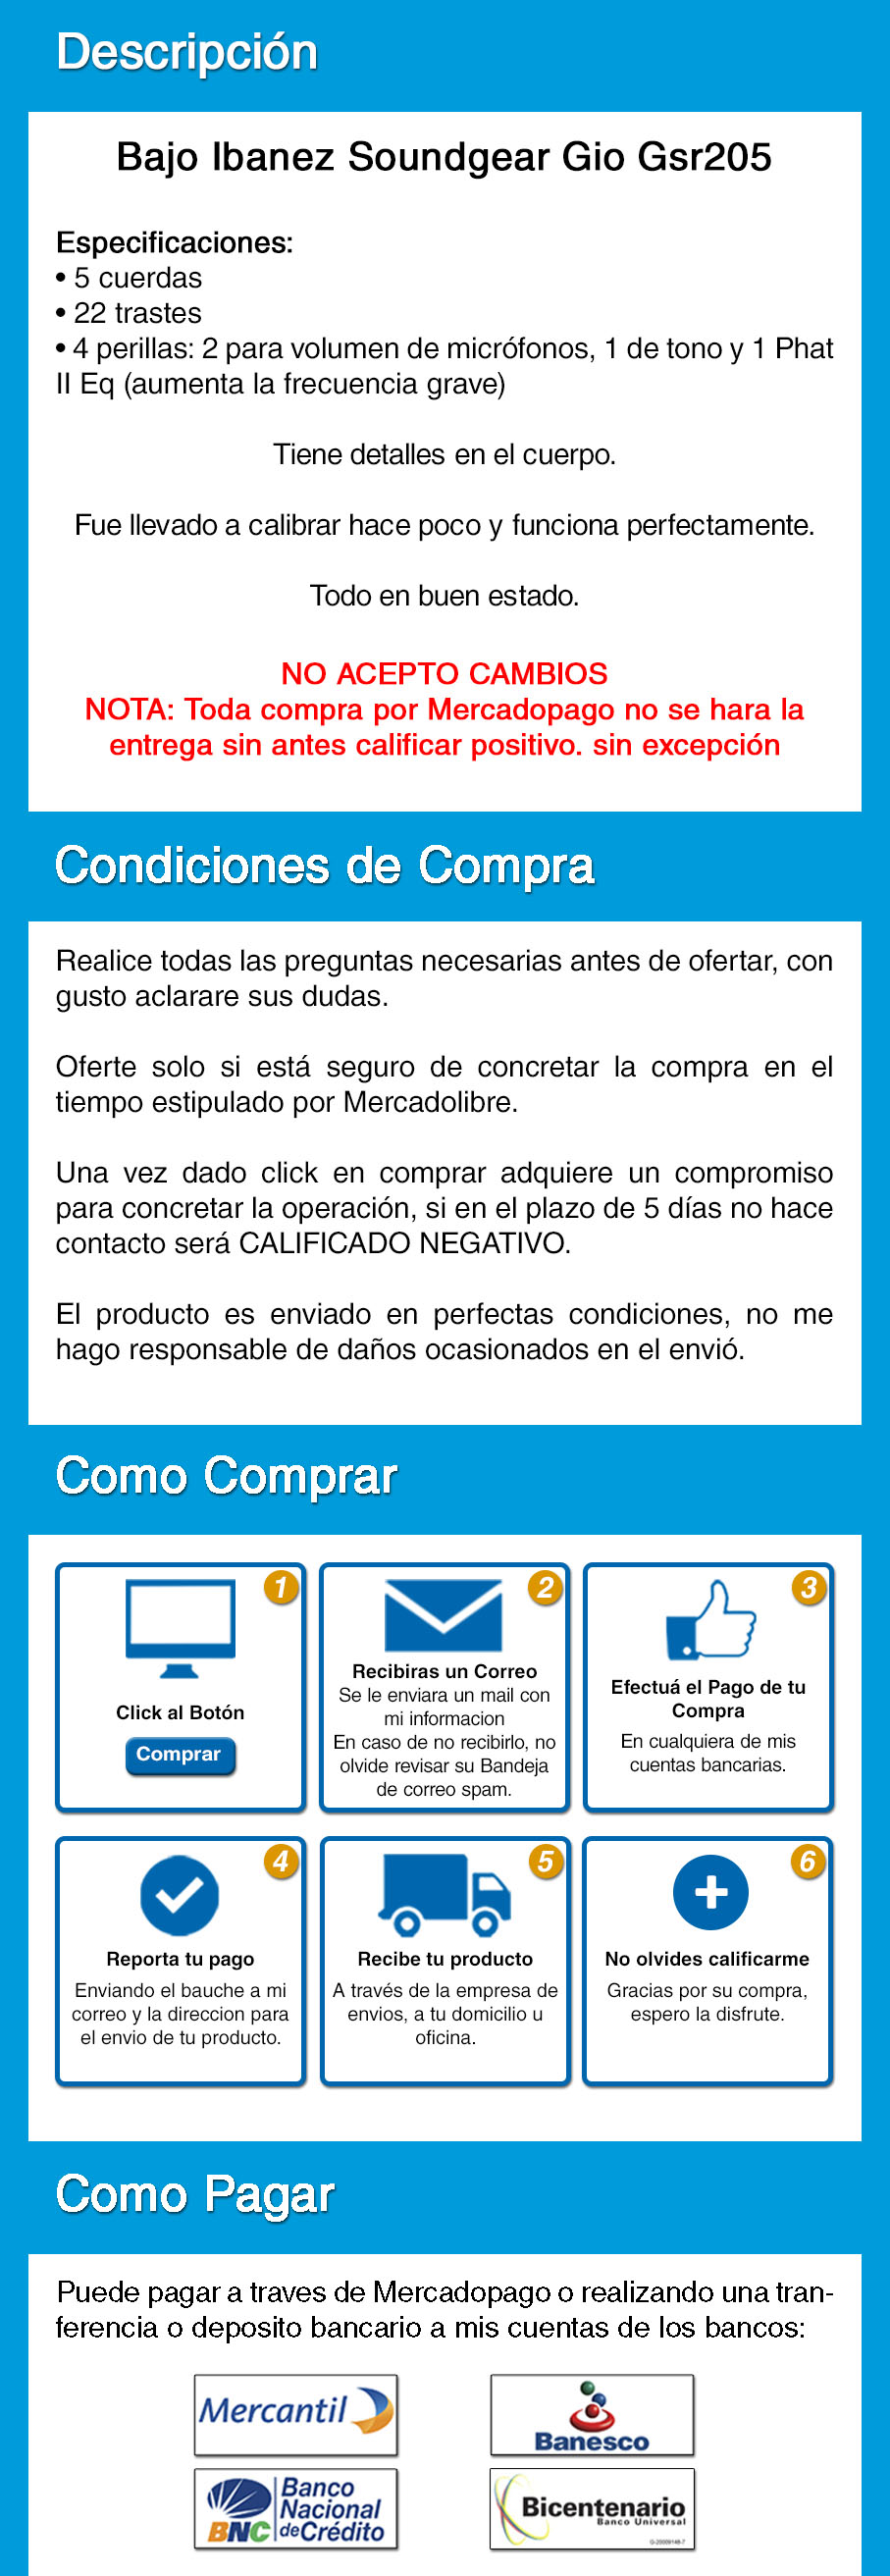 Descripción
Bajo Ibanez Soundgear Gio Gsr205
Especificaciones:
• 5 cuerdas
• 22 trastes
• 4 perillas: 2 para volumen de micrófonos, 1 de tono y 1 Phat
II Eq (aumenta la frecuencia grave)
Tiene detalles en el cuerpo.
Fue llevado a calibrar hace poco y funciona perfectamente.
Todo en buen estado.
NO ACEPTO CAMBIOS
NOTA: Toda compra por Mercadopago no se hara la
entrega sin antes calificar positivo. sin excepción
Condiciones de Compra
Realice todas las preguntas necesarias antes de ofertar, con
gusto aclarare sus dudas.
Oferte solo si está seguro de concretar la compra en el
tiempo estipulado por Mercadolibre.
Una vez dado click en comprar adquiere un compromiso
para concretar la operación, si en el plazo de 5 días no hace
contacto será CALIFICADO NEGATIVO.
El producto es enviado en perfectas condiciones, no me
hago responsable de daños ocasionados en el envió.
Como Comprar
1
Click al Botón
Comprar
2
Recibiras un Correo
Se le enviara un mail con
mi informacion
En caso de no recibirlo, no
olvide revisar su Bandeja
de correo spam.
3
Efectuá el Pago de tu
Compra
En cualquiera de mis
cuentas bancarias.
4
Reporta tu pago
Enviando el bauche a mi
correo y la direccion para
el envio de tu producto.
5
Recibe tu producto
A través de la empresa de
envios, a tu domicilio u
oficina.
6
No olvides calificarme
Gracias por su compra,
espero la disfrute.
Como Pagar
Puede pagar a traves de Mercadopago o realizando una tran-
ferencia o deposito bancario a mis cuentas de los bancos:
Mercantil
Banesco
BNC
Banco
Nacional
de Crédito
Bicentenario
Banco Universal